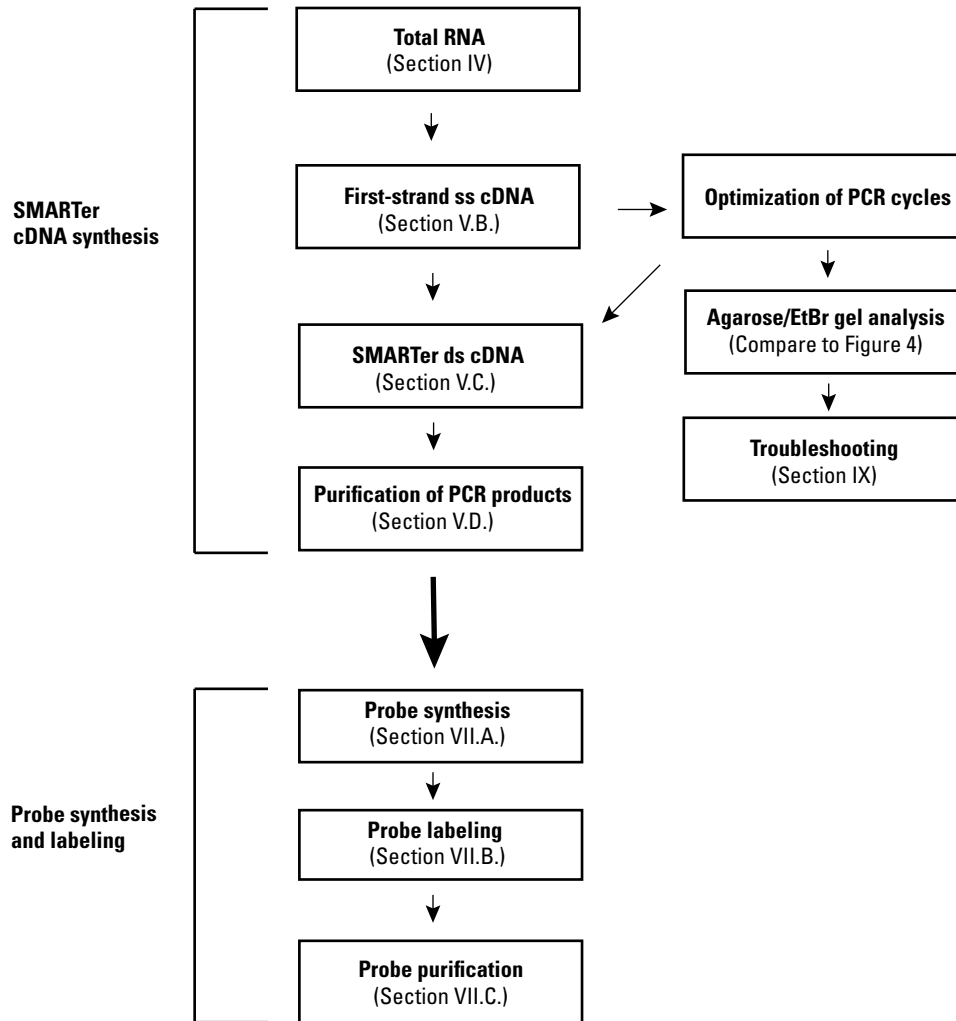 Total RNA
(Section IV)
First-strand ss cDNA
(Section V.B.)
Optimization of PCR cycles
SMARTer
cDNA synthesis
Agarose/EtBr gel analysis
(Compare to Figure 4)
SMARTer ds cDNA
(Section V.C.)
Troubleshooting
(Section IX)
Purification of PCR products
(Section V.D.)
Probe synthesis
(Section VII.A.)
Probe synthesis
and labeling
Probe labeling
(Section VII.B.)
Probe purification
(Section VII.C.)